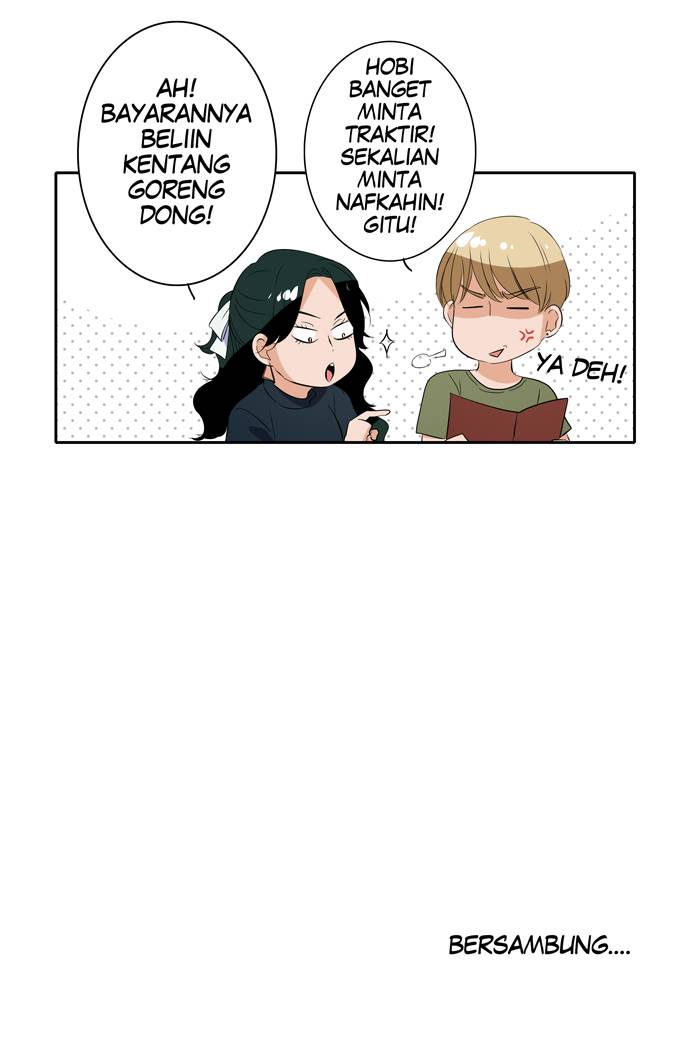 AH!
BAYARANNYA
BELIIN
KENTANG
GORENG
DONG!
HOBI
BANGET
MINTA
TRAKTIR!
SEKALIAN
MINTA
NAFKAHIN!
GITU!
YA DEH!
BERSAMBUNG....